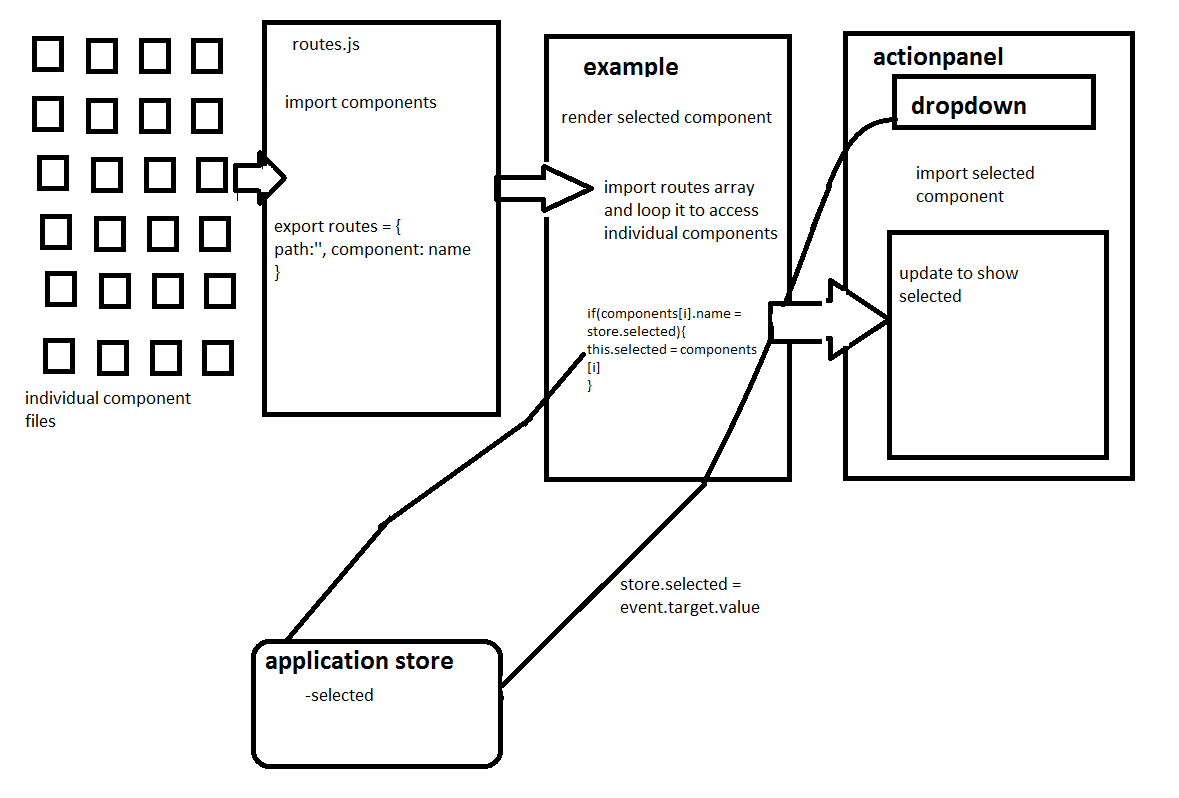 individual component
files
routes.js
import components
export routes = {
path:'', component: name
}
example
render selected component
import routes array
and loop it to access
individual components
if(components[i].name =
store.selected){
this.selected = components
[i]
}
actionpanel
dropdown
import selected
component
update to show
selected
store.selected =
event.target.value
application store
-selected